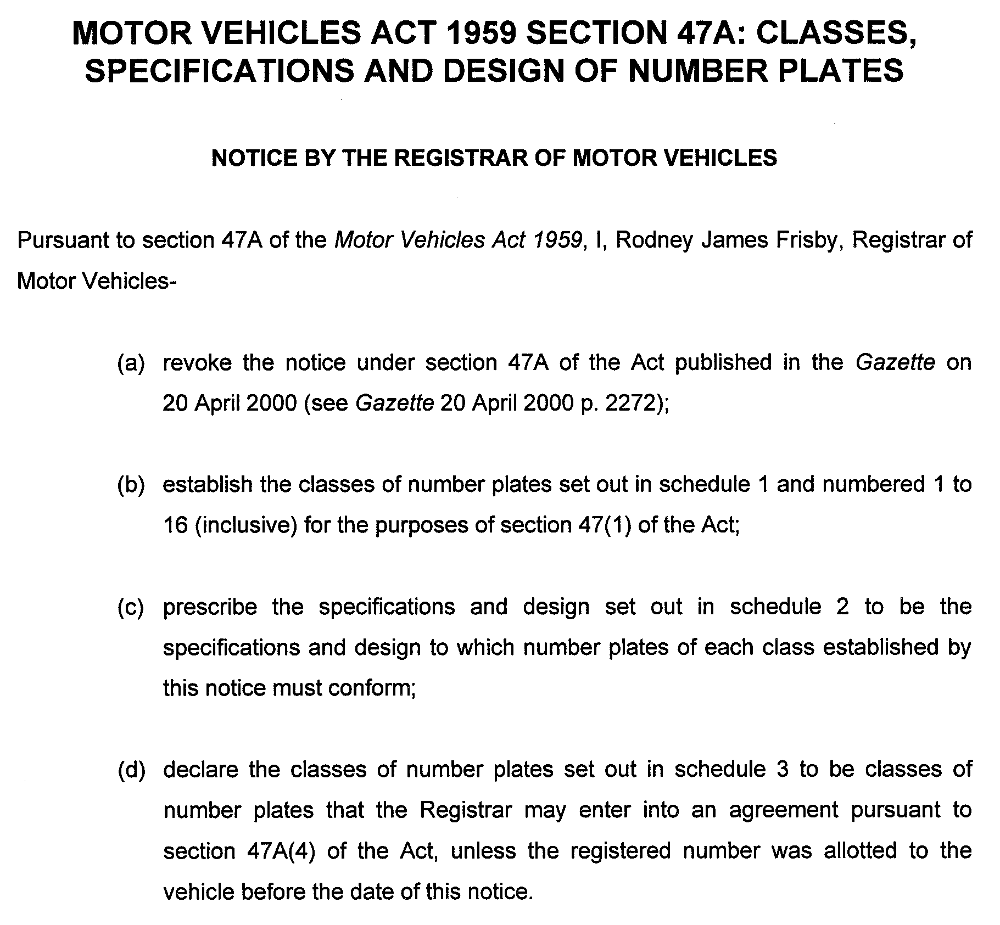 MOTOR VEHICLES ACT 1959 SECTION 47A: CLASSES,
SPECIFICATIONS AND DESIGN OF NUMBER PLATES
NOTICE BY THE REGISTRAR OF MOTOR VEHICLES
Pursuant to section 47A of the Motor Vehicles Act 1959, I, Rodney James Frisby, Registrar of
Motor Vehicles-
(a) revoke the notice under section 47A of the Act published in the Gazette on
20 April 2000 (see Gazette 20 April 2000 p. 2272);
(b) establish the classes of number plates set out in schedule 1 and numbered 1 to
16 (inclusive) for the purposes of section 47(1) of the Act;
(c) prescribe the specifications and design set out in schedule 2 to be the
specifications and design to which number plates of each class established by
this notice must conform;
(d) declare the classes of number plates set out in schedule 3 to be classes of
number plates that the Registrar may enter into an agreement pursuant to
section 47A(4) of the Act, unless the registered number was allotted to the
vehicle before the date of this notice.